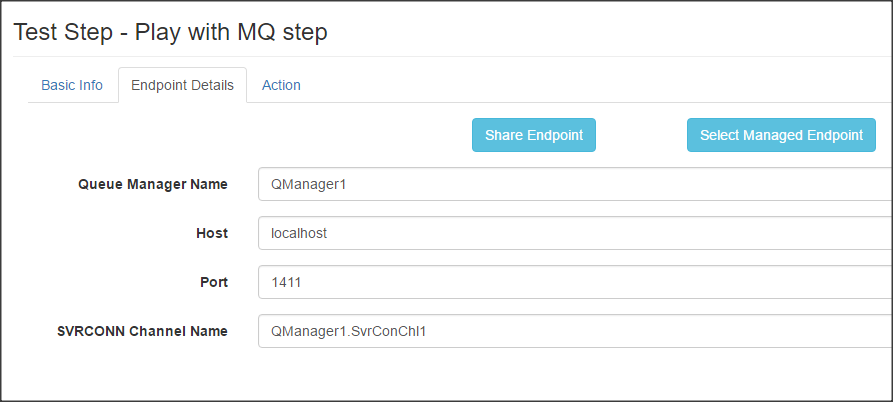 Test Step - Play with MQ step
Basic Info Endpoint Details Action
Share Endpoint Select Managed Endpoint
Queue Manager Name QManager1
Host localhost
Port 1411
SVRCONN Channel Name QManager1.SvrConChl1